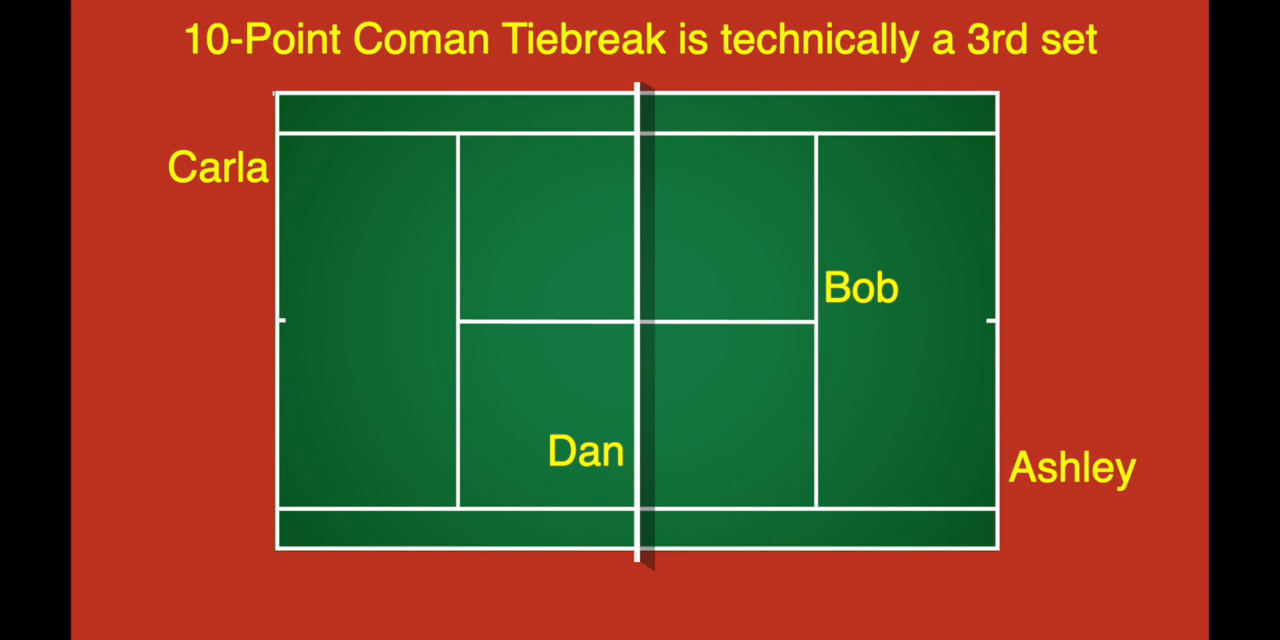 10-Point Coman Tiebreak is technically a 3rd set
Carla
Bob
Dan
Ashley